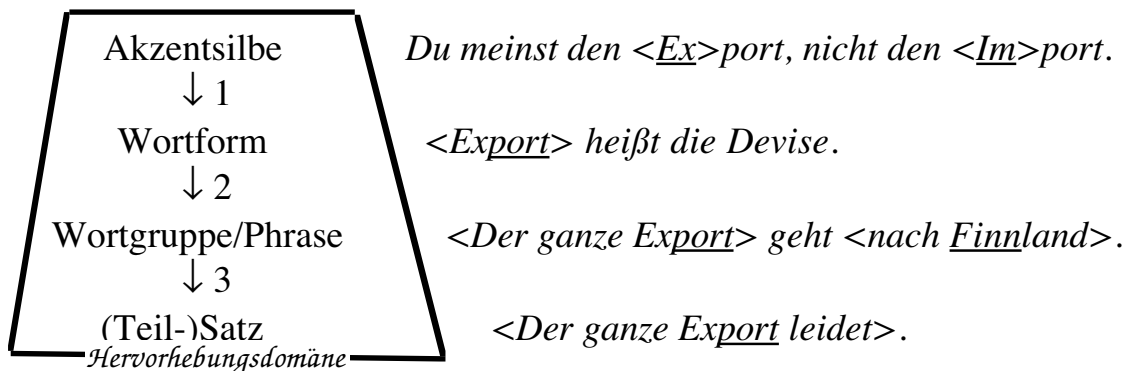 Akzentsilbe Du meinst den <Ex>port, nicht den <Im>port.
↓ 1
Wortform <Export> heißt die Devise.
↓ 2
Wortgruppe/Phrase <Der ganze Export> geht <nach Finnland>.
↓ 3
(Teil-)Satz <Der ganze Export leidet>.
Hervorhebungsdomäne